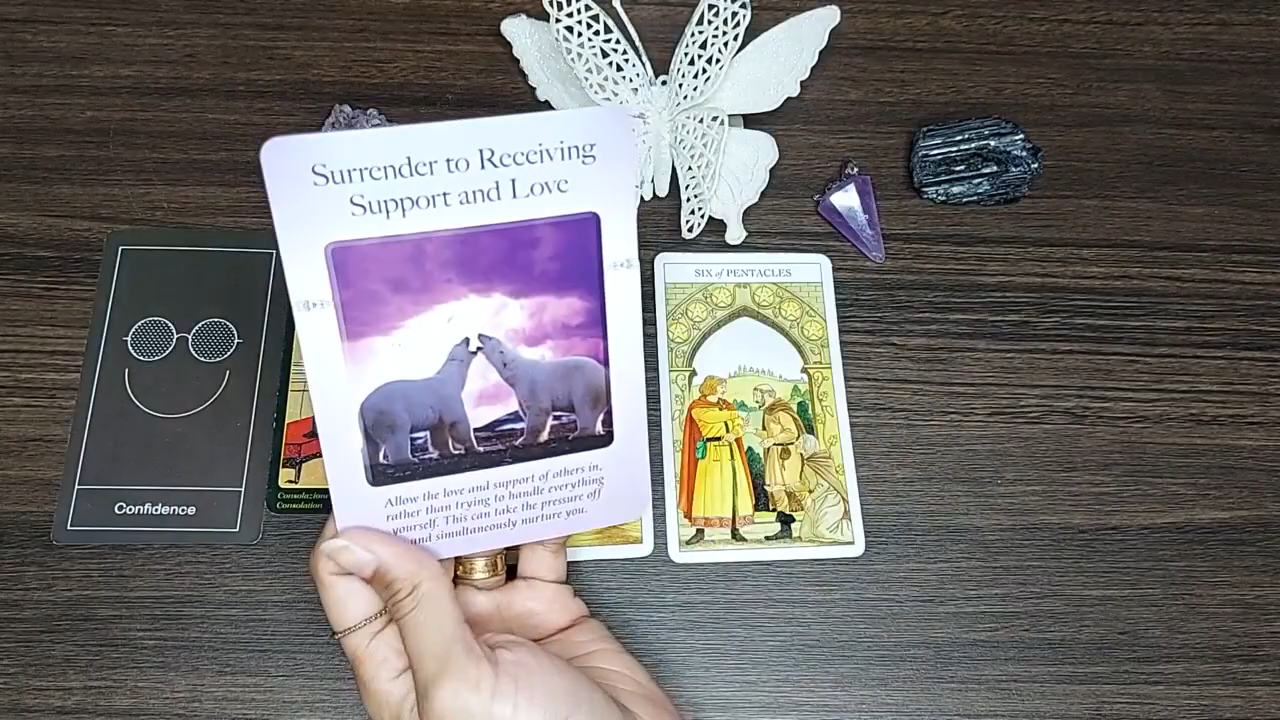 Surrender to Receiving
Support and Love
Allow the love and support of others in,
rather than trying to handle everything
yourself. This can take the pressure off
and simultaneously nurture you.
SIX of PENTACLES
Confidence
Consolazione
Consolation